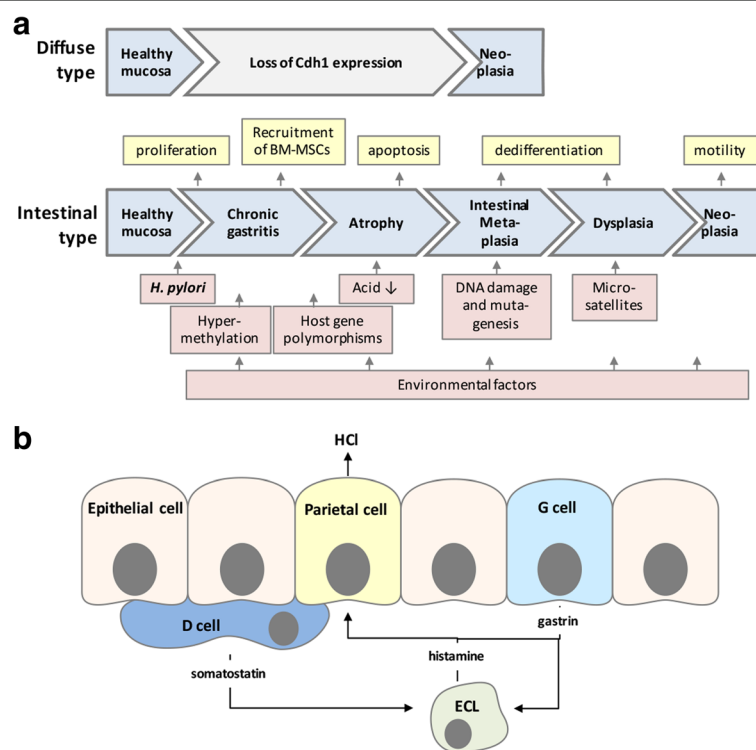 a
Diffuse
type
Healthy
mucosa
Loss of Cdh1 expression
Neo-
plasia
proliferation
Recruitment
of BM-MSCs
apoptosis
dedifferentiation
motility
Intestinal
type
Healthy
mucosa
Chronic
gastritis
Atrophy
Intestinal
Meta-
plasia
Dysplasia
Neo-
plasia
H. pylori
Acid ↓
DNA damage
and muta-
genesis
Micro-
satellites
Hyper-
methylation
Host gene
polymorphisms
Environmental factors
b
HCl
Epithelial cell
Parietal cell
G cell
D cell
gastrin
somatostatin
histamine
ECL